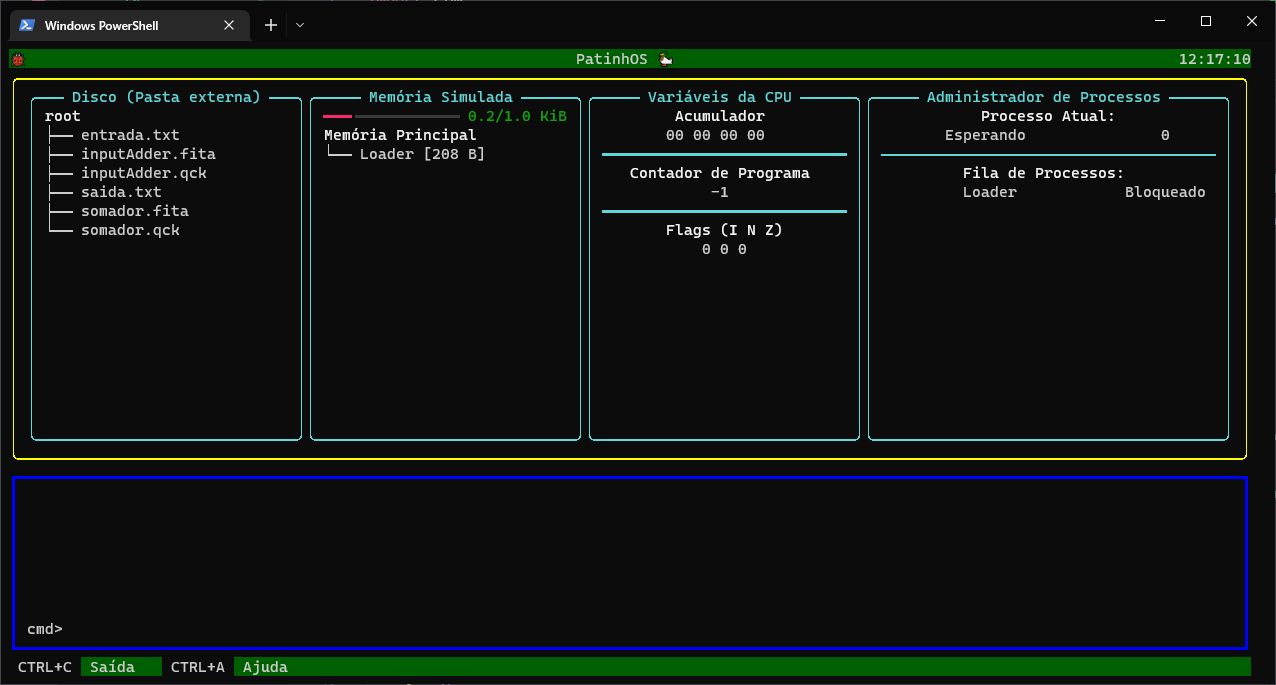 Windows PowerShell
PatinhOS 12:17:10
Disco (Pasta externa)
root
entrada.txt
inputAdder.fita
inputAdder.qck
saida.txt
somador.fita
somador.qck
Memória Simulada
0.2/1.0 KiB
Memória Principal
Loader [208 B]
Variáveis da CPU
Acumulador
00 00 00 00
Contador de Programa
-1
Flags (I N Z)
0 0 0
Administrador de Processos
Processo Atual:
Esperando 0
Fila de Processos:
Loader Bloqueado
cmd>
CTRL+C Saída CTRL+A Ajuda